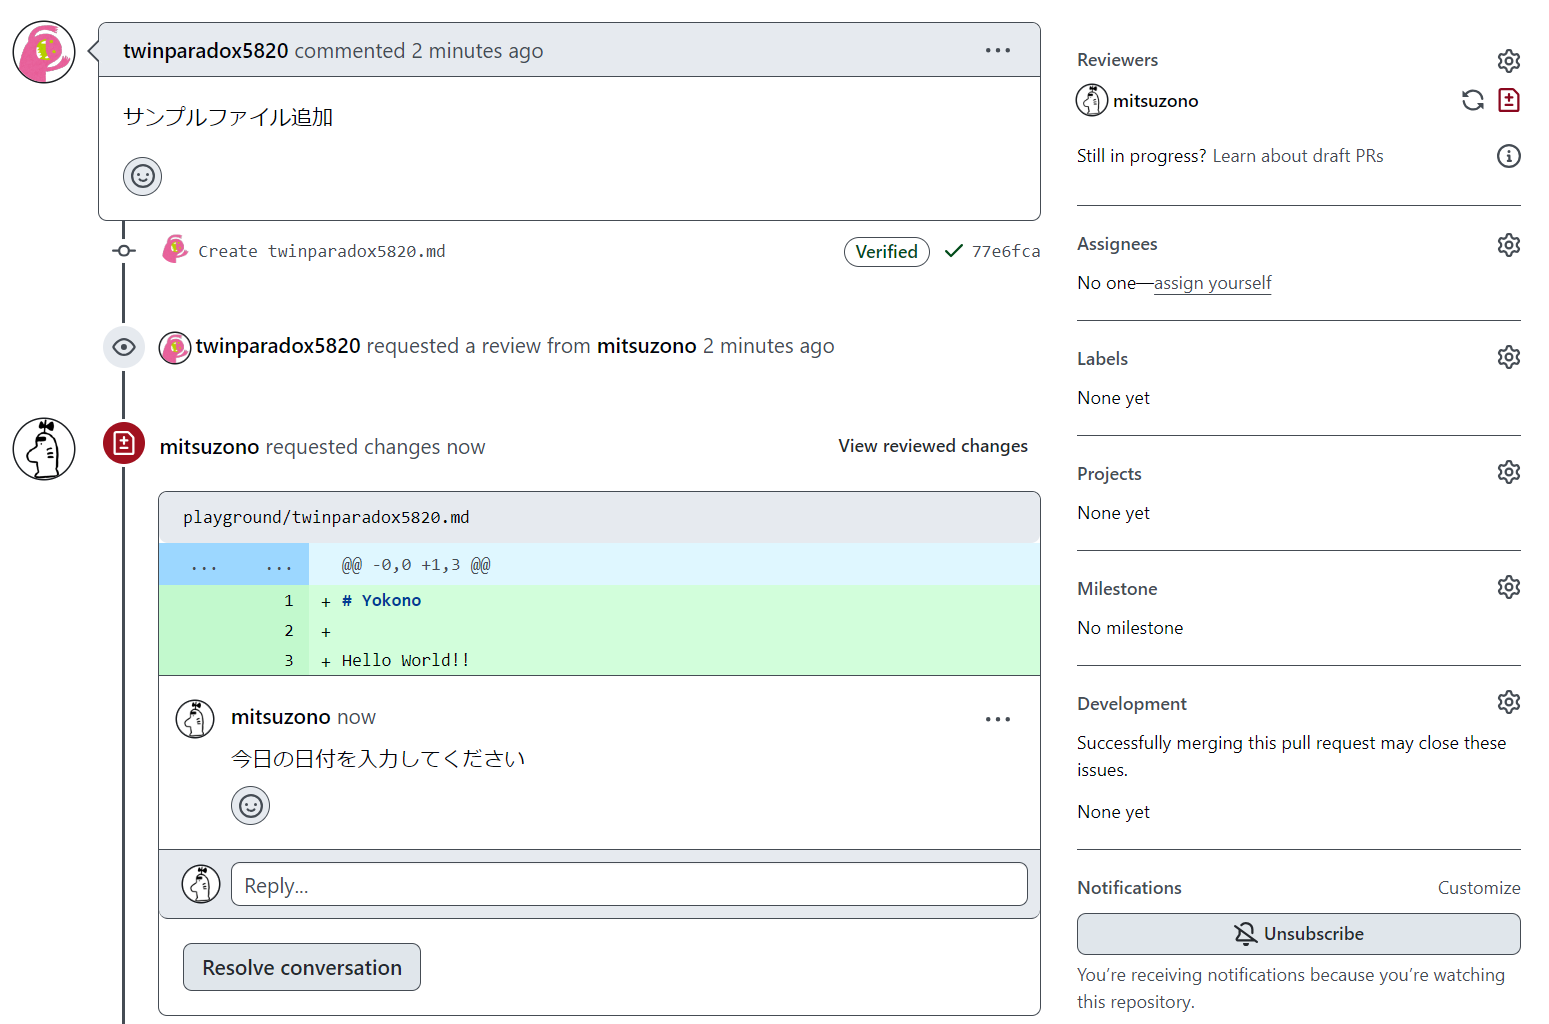 twinparadox5820 commented 2 minutes ago
サンプルファイル追加
Create twinparadox5820.md Verified 77e6fca
twinparadox5820 requested a review from mitsuzono 2 minutes ago
mitsuzono requested changes now View reviewed changes
playground/twinparadox5820.md
... ... @@ -0,0 +1,3 @@
1 + # Yokono
2 +
3 + Hello World!!
mitsuzono now
今日の日付を入力してください
Reply...
Resolve conversation
Reviewers
mitsuzono
Still in progress? Learn about draft PRs
Assignees
No one—assign yourself
Labels
None yet
Projects
None yet
Milestone
No milestone
Development
Successfully merging this pull request may close these
issues.
None yet
Notifications Customize
Unsubscribe
You’re receiving notifications because you’re watching
this repository.